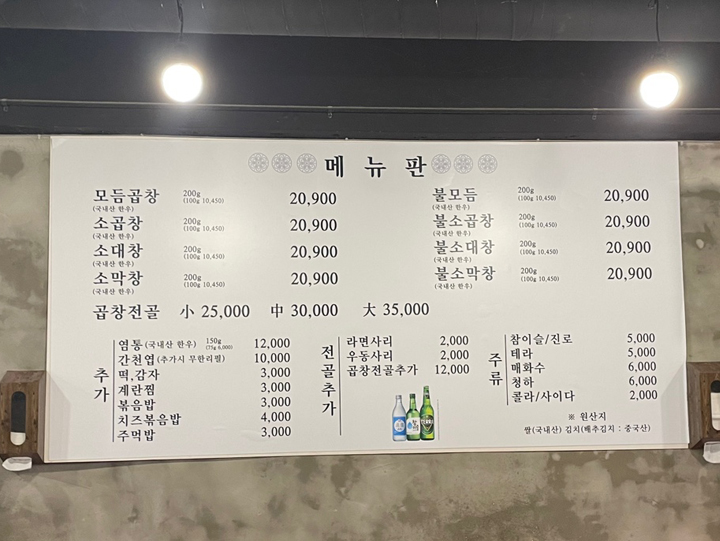 메 뉴 판
모듬곱창 200g (100g 10,450) 20,900
(국내산 한우)
소곱창 200g (100g 10,450) 20,900
(국내산 한우)
소대창 200g (100g 10,450) 20,900
(국내산 한우)
소막창 200g (100g 10,450) 20,900
(국내산 한우)
불모듬 200g (100g 10,450) 20,900
(국내산 한우)
불소곱창 200g (100g 10,450) 20,900
(국내산 한우)
불소대창 200g (100g 10,450) 20,900
(국내산 한우)
불소막창 200g (100g 10,450) 20,900
(국내산 한우)
곱창전골 小 25,000 中 30,000 大 35,000
추가
염통(국내산 한우) 150g (75g 6,000) 12,000
간천엽(추가시 무한리필) 10,000
떡,감자 3,000
계란찜 3,000
볶음밥 3,000
치즈볶음밥 4,000
주먹밥 3,000
전골추가
라면사리 2,000
우동사리 2,000
곱창전골추가 12,000
주류
참이슬/진로 5,000
테라 5,000
매화수 6,000
청하 6,000
콜라/사이다 2,000
※ 원산지
쌀(국내산) 김치(배추김치 : 중국산)